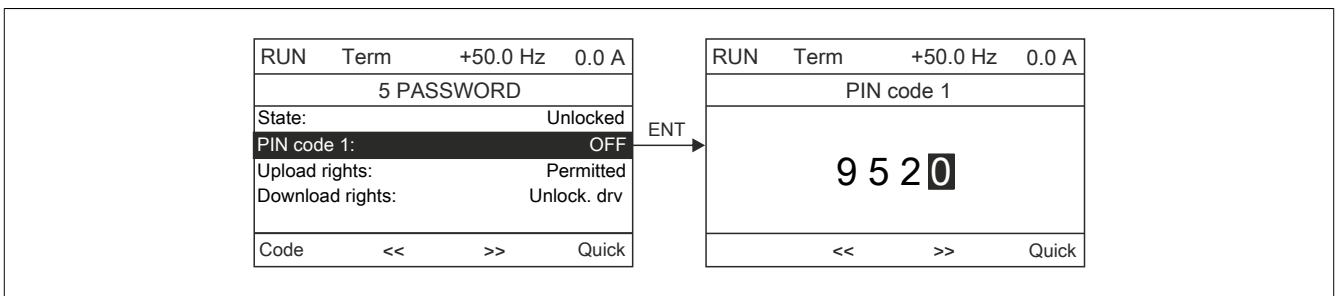 RUN Term +50.0 Hz 0.0 A
5 PASSWORD
State: Unlocked
PIN code 1: OFF
Upload rights: Permitted
Download rights: Unlock. drv
Code << >> Quick
ENT
RUN Term +50.0 Hz 0.0 A
PIN code 1
9 5 2 0
<< >> Quick